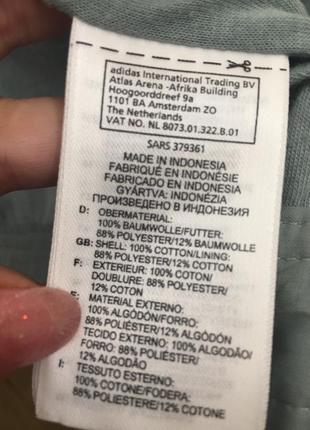 adidas International Trading BV
Atlas Arena -Afrika Building
Hoogoorddreef 9a
1101 BA Amsterdam ZO
The Netherlands
VAT NO. NL 8073.01.322.B.01
SARS 379361
MADE IN INDONESIA
FABRIQUÉ EN INDONÉSIE
FABRICADO EN INDONESIA
GYÁRTVA: INDONÉZIA
ПРОИЗВЕДЕНО В ИНДОНЕЗИЯ
D: OBERMATERIAL:
100% BAUMWOLLE/FUTTER:
88% POLYESTER/12% BAUMWOLLE
GB: SHELL: 100% COTTON/LINING:
88% POLYESTER/12% COTTON
F: EXTERIEUR: 100% COTON/
DOUBLURE: 88% POLYESTER/
12% COTON
E: MATERIAL EXTERNO:
100% ALGODÓN/FORRO:
88% POLIÉSTER/12% ALGODÓN
TECIDO EXTERNO: 100% ALGODÃO/
FORRO: 88% POLIÉSTER/
12% ALGODÃO
I: TESSUTO ESTERNO:
100% COTONE/FODERA:
88% POLIESTERE/12% COTONE